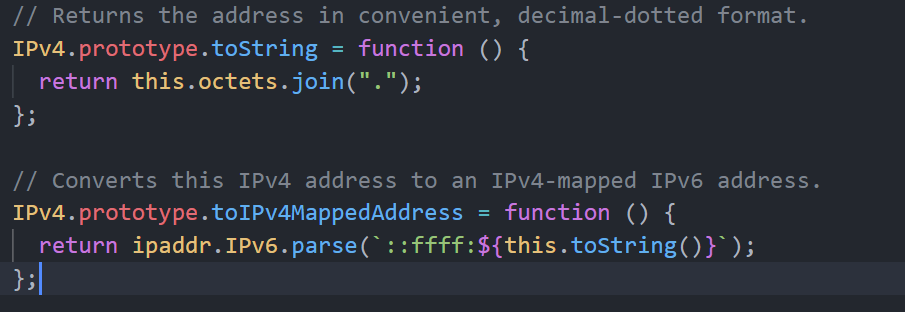 // Returns the address in convenient, decimal-dotted format.
IPv4.prototype.toString = function () {
  return this.octets.join(".");
};

// Converts this IPv4 address to an IPv4-mapped IPv6 address.
IPv4.prototype.toIPv4MappedAddress = function () {
  return ipaddr.IPv6.parse(`::ffff:${this.toString()}`);
};